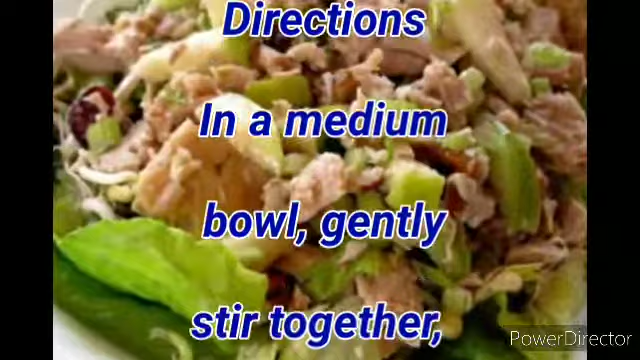 Directions
In a medium
bowl, gently
stir together,
PowerDirector